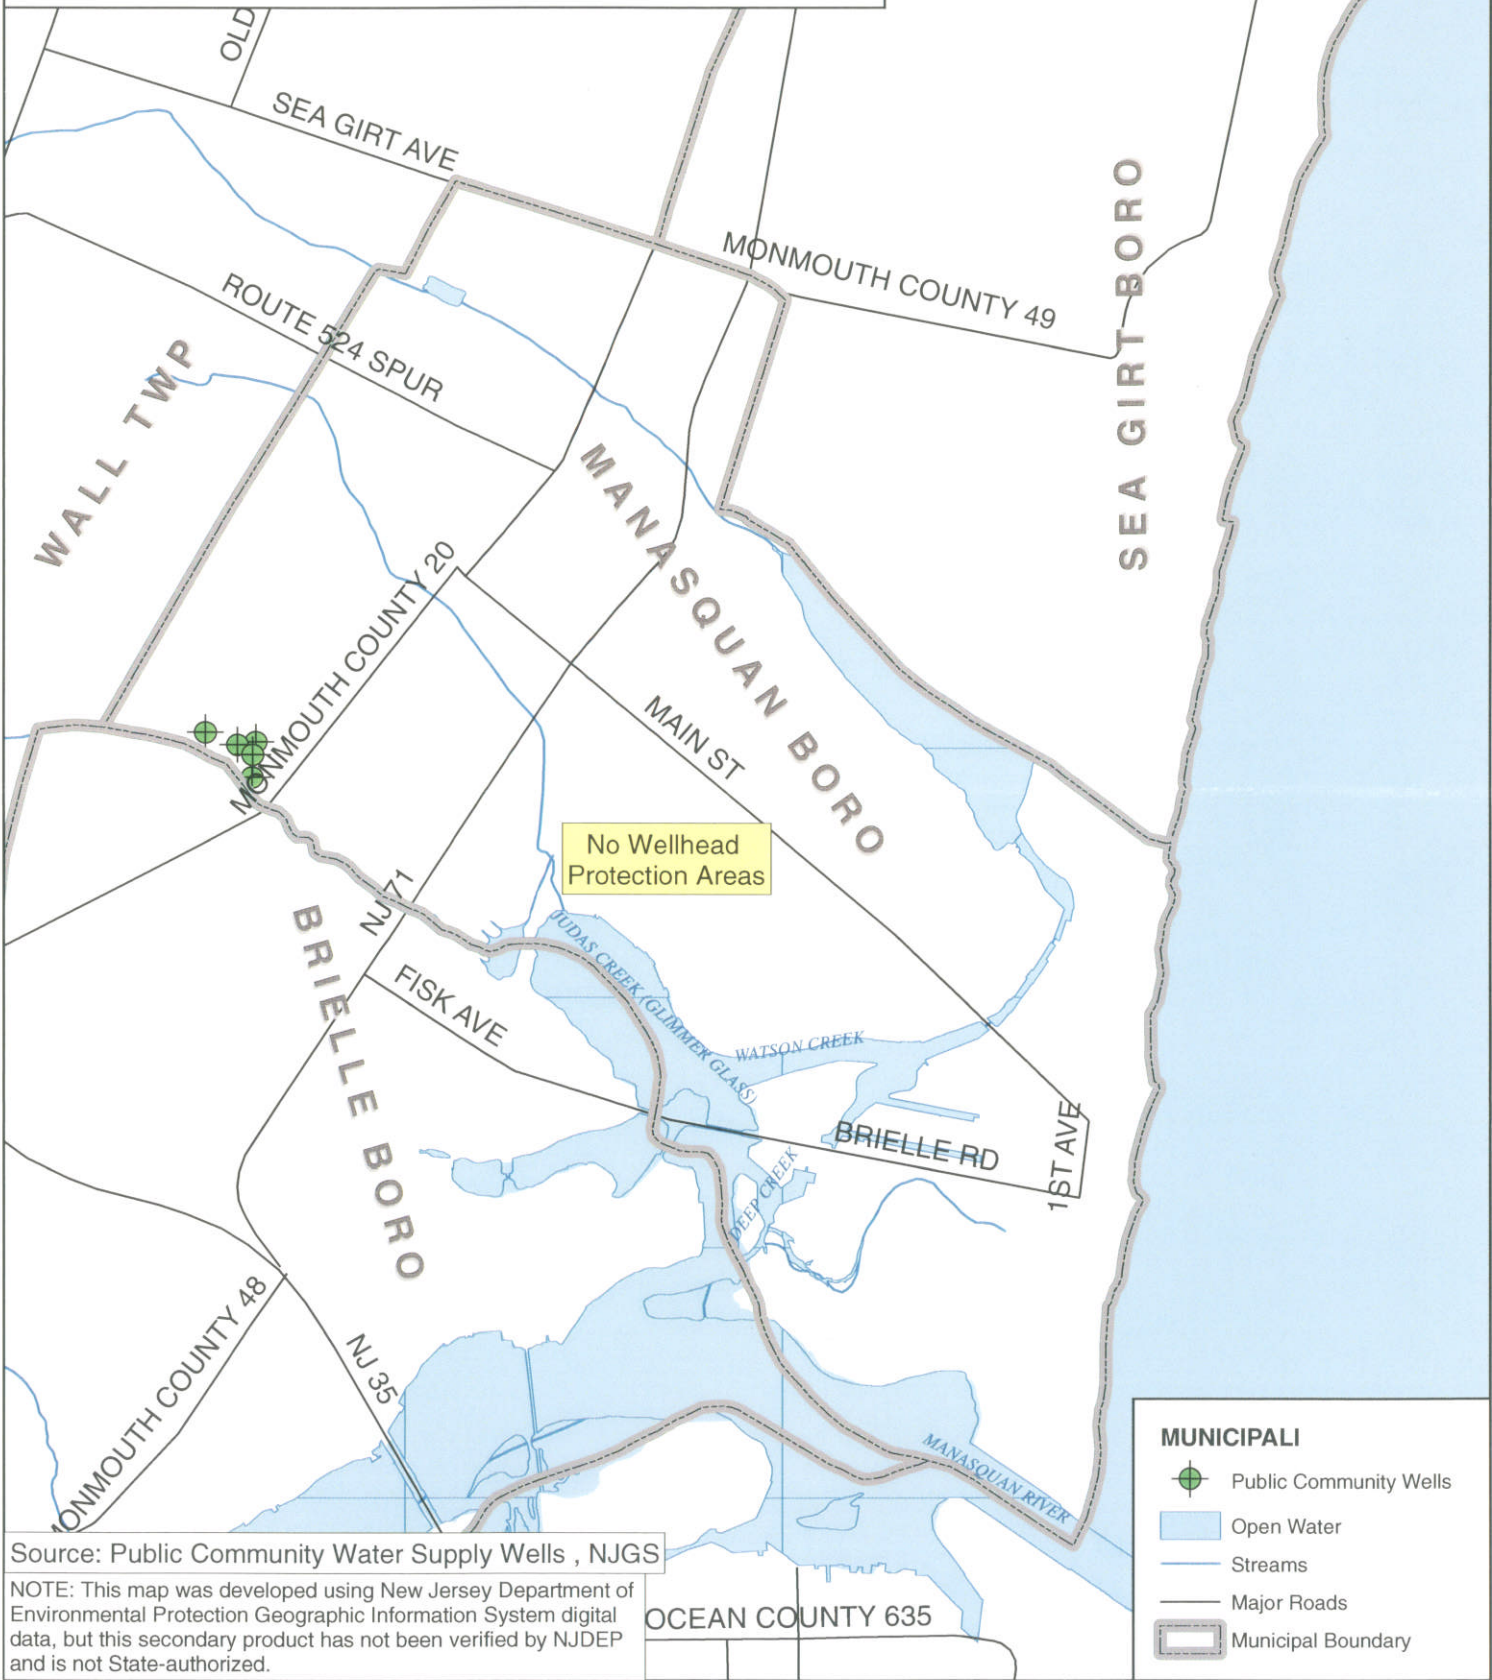 OLD
SEA GIRT AVE
MONMOUTH COUNTY 49
SEA GIRT BORO
ROUTE 524 SPUR
WALL TWP
MANASQUAN BORO
MONMOUTH COUNTY 20
MAIN ST
No Wellhead
Protection Areas
NJ 71
BRIELLE BORO
FISK AVE
JUDAS CREEK (GLIMMER GLASS)
WATSON CREEK
BRIELLE RD
1ST AVE
DEEP CREEK
MONMOUTH COUNTY 48
NJ 35
MANASQUAN RIVER
OCEAN COUNTY 635
MUNICIPALI
Public Community Wells
Open Water
Streams
Major Roads
Municipal Boundary
Source: Public Community Water Supply Wells , NJGS
NOTE: This map was developed using New Jersey Department of
Environmental Protection Geographic Information System digital
data, but this secondary product has not been verified by NJDEP
and is not State-authorized.